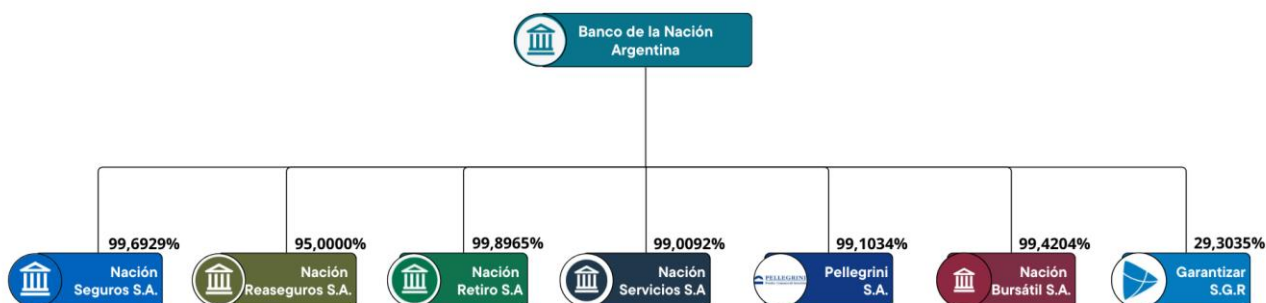 Banco de la Nación
Argentina
99,6929%
95,0000%
99,8965%
99,0092%
99,1034%
99,4204%
29,3035%
Nación
Seguros S.A.
Nación
Reaseguros S.A.
Nación
Retiro S.A.
Nación
Servicios S.A
PELLEGRINI
Pellegrini
S.A.
Nación
Bursátil S.A.
Garantizar
S.G.R